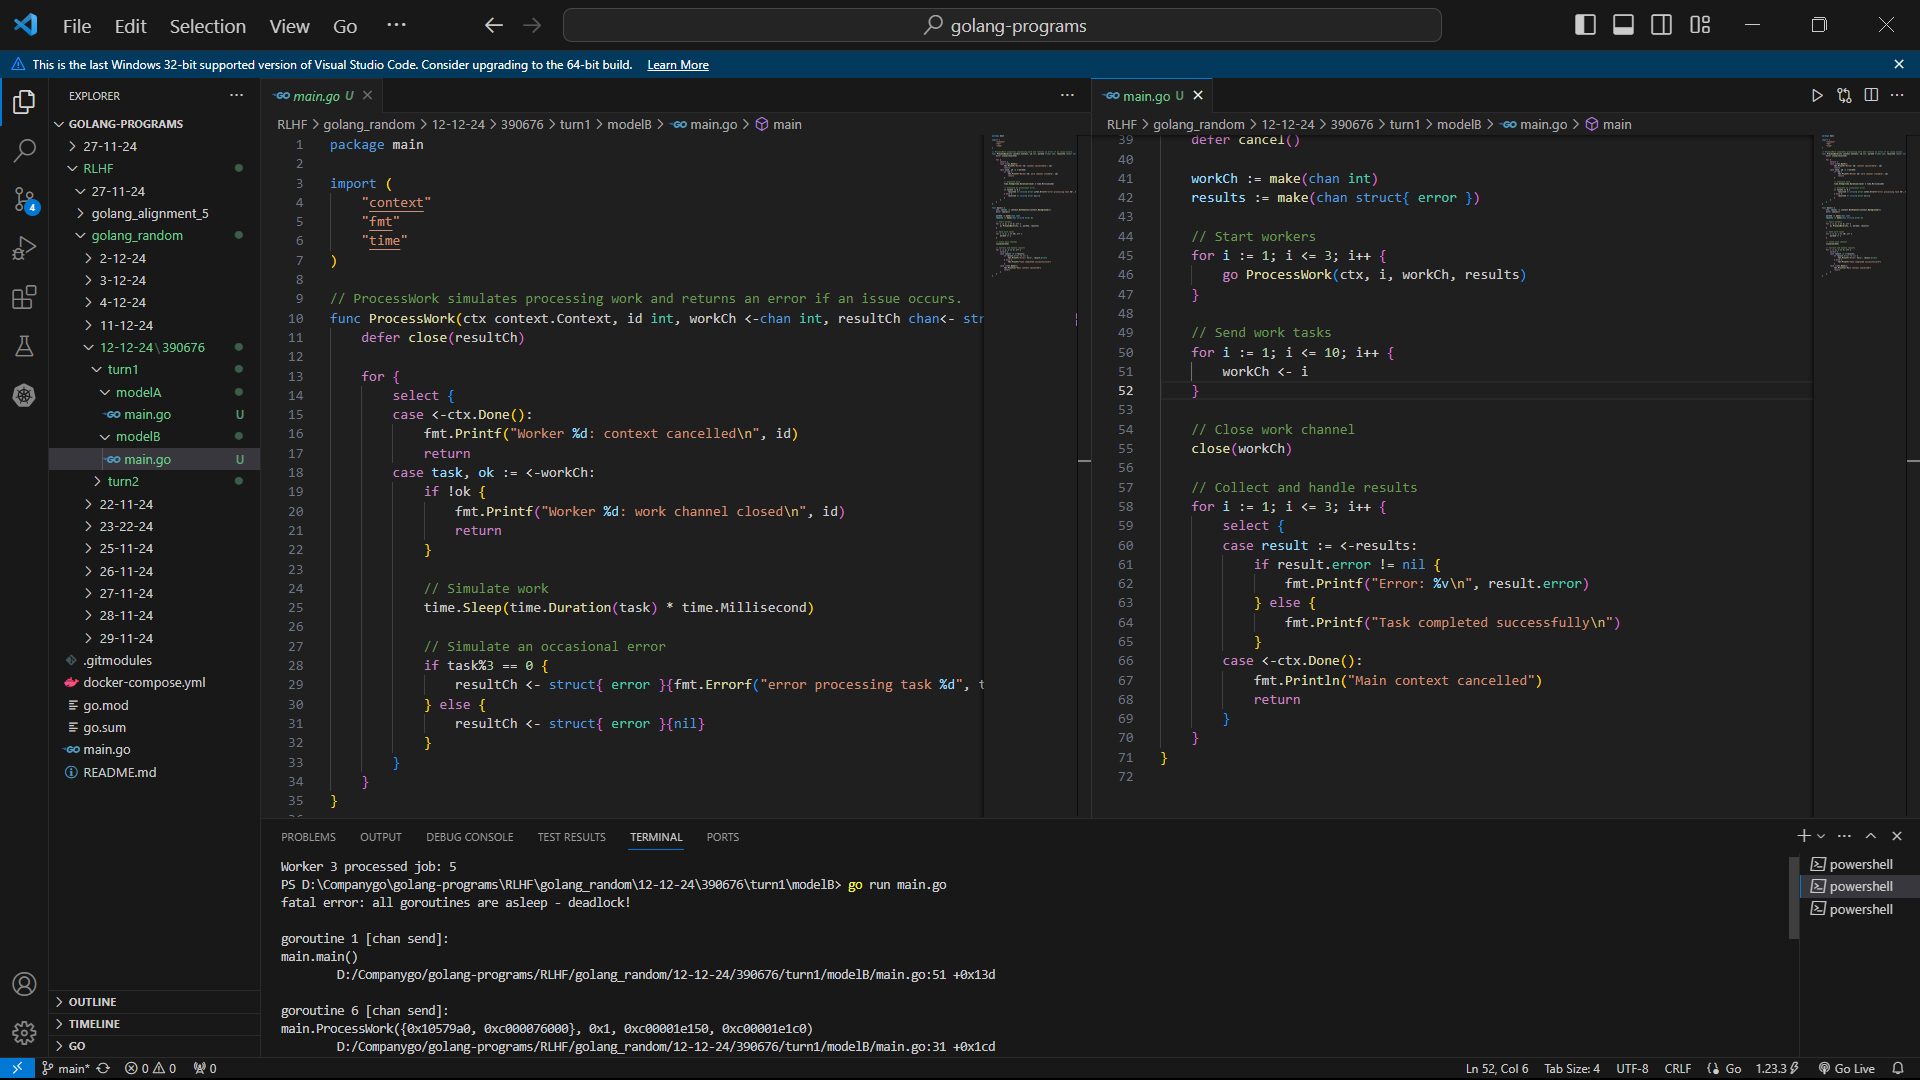 File Edit Selection View Go ···
golang-programs
This is the last Windows 32-bit supported version of Visual Studio Code. Consider upgrading to the 64-bit build. Learn More
EXPLORER
GOLANG-PROGRAMS
27-11-24
RLHF
27-11-24
golang_alignment_5
golang_random
2-12-24
3-12-24
4-12-24
11-12-24
12-12-24\390676
turn1
modelA
main.go U
modelB
main.go U
turn2
22-11-24
23-22-24
25-11-24
26-11-24
27-11-24
28-11-24
29-11-24
.gitmodules
docker-compose.yml
go.mod
go.sum
main.go
README.md
OUTLINE
TIMELINE
GO
4
main.go U
RLHF > golang_random > 12-12-24 > 390676 > turn1 > modelB > main.go > main
1 package main
2
3 import (
4 "context"
5 "fmt"
6 "time"
7 )
8
9 // ProcessWork simulates processing work and returns an error if an issue occurs.
10 func ProcessWork(ctx context.Context, id int, workCh <-chan int, resultCh chan<- str
11 defer close(resultCh)
12
13 for {
14 select {
15 case <-ctx.Done():
16 fmt.Printf("Worker %d: context cancelled\n", id)
17 return
18 case task, ok := <-workCh:
19 if !ok {
20 fmt.Printf("Worker %d: work channel closed\n", id)
21 return
22 }
23
24 // Simulate work
25 time.Sleep(time.Duration(task) * time.Millisecond)
26
27 // Simulate an occasional error
28 if task%3 == 0 {
29 resultCh <- struct{ error }{fmt.Errorf("error processing task %d", t
30 } else {
31 resultCh <- struct{ error }{nil}
32 }
33 }
34 }
35 }
main.go U
RLHF > golang_random > 12-12-24 > 390676 > turn1 > modelB > main.go > main
39 defer cancel()
40
41 workCh := make(chan int)
42 results := make(chan struct{ error })
43
44 // Start workers
45 for i := 1; i <= 3; i++ {
46 go ProcessWork(ctx, i, workCh, results)
47 }
48
49 // Send work tasks
50 for i := 1; i <= 10; i++ {
51 workCh <- i
52 }
53
54 // Close work channel
55 close(workCh)
56
57 // Collect and handle results
58 for i := 1; i <= 3; i++ {
59 select {
60 case result := <-results:
61 if result.error != nil {
62 fmt.Printf("Error: %v\n", result.error)
63 } else {
64 fmt.Printf("Task completed successfully\n")
65 }
66 case <-ctx.Done():
67 fmt.Println("Main context cancelled")
68 return
69 }
70 }
71 }
72
PROBLEMS OUTPUT DEBUG CONSOLE TEST RESULTS TERMINAL PORTS
Worker 3 processed job: 5
PS D:\Companygo\golang-programs\RLHF\golang_random\12-12-24\390676\turn1\modelB> go run main.go
fatal error: all goroutines are asleep - deadlock!
goroutine 1 [chan send]:
main.main()
D:/Companygo/golang-programs/RLHF/golang_random/12-12-24/390676/turn1/modelB/main.go:51 +0x13d
goroutine 6 [chan send]:
main.ProcessWork({0x10579a0, 0xc000076000}, 0x1, 0xc00001e150, 0xc00001e1c0)
D:/Companygo/golang-programs/RLHF/golang_random/12-12-24/390676/turn1/modelB/main.go:31 +0x1cd
powershell
powershell
powershell
main* 0 0 0
Ln 52, Col 6 Tab Size: 4 UTF-8 CRLF Go 1.23.3 Go Live